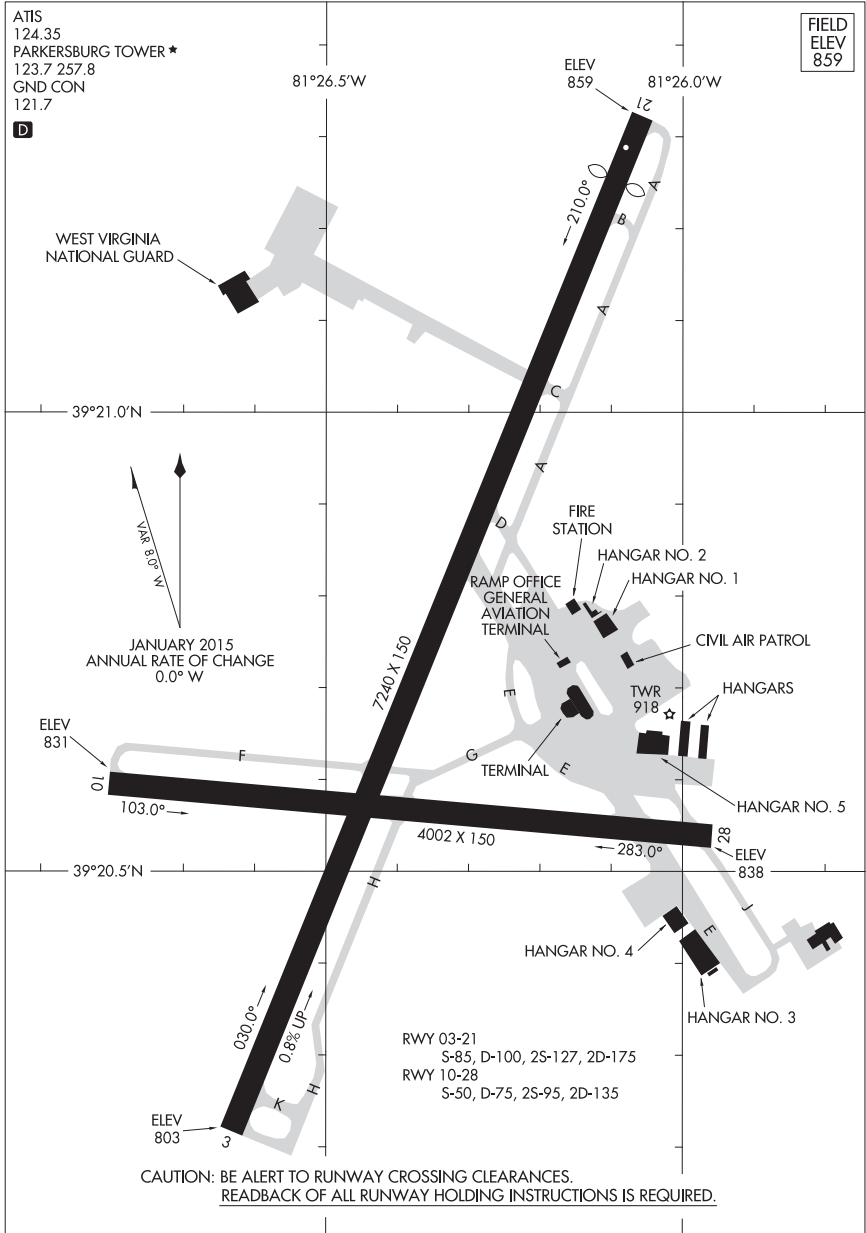 ATIS
124.35
PARKERSBURG TOWER ★
123.7 257.8
GND CON
121.7
D
FIELD
ELEV
859
81°26.5'W
81°26.0'W
ELEV
859
21
A
210.0°
B
WEST VIRGINIA
NATIONAL GUARD
A
C
39°21.0'N
A
VAR 8.0° W
D
FIRE
STATION
HANGAR NO. 2
HANGAR NO. 1
RAMP OFFICE
GENERAL
AVIATION
TERMINAL
CIVIL AIR PATROL
JANUARY 2015
ANNUAL RATE OF CHANGE
0.0° W
7240 X 150
E
TWR
918
HANGARS
ELEV
831
F
G
TERMINAL
E
10
103.0°
HANGAR NO. 5
4002 X 150
283.0°
28
ELEV
838
39°20.5'N
H
J
E
HANGAR NO. 4
HANGAR NO. 3
030.0°
0.8% UP
RWY 03-21
S-85, D-100, 2S-127, 2D-175
RWY 10-28
S-50, D-75, 2S-95, 2D-135
H
K
ELEV
803
3
CAUTION: BE ALERT TO RUNWAY CROSSING CLEARANCES.
READBACK OF ALL RUNWAY HOLDING INSTRUCTIONS IS REQUIRED.